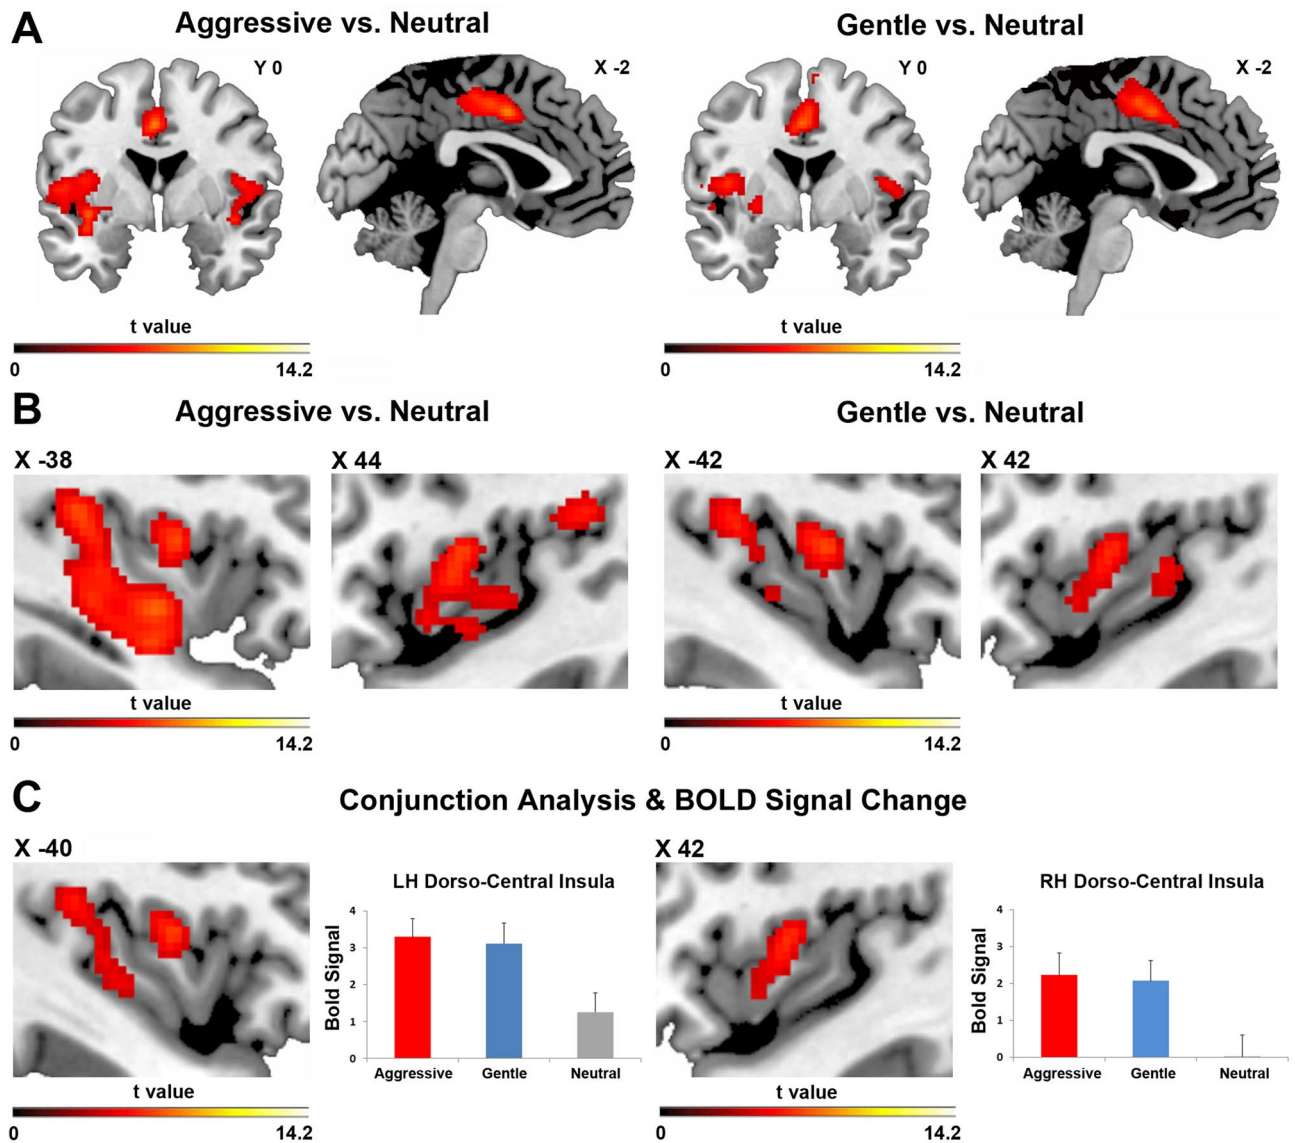 A
Aggressive vs. Neutral
Gentle vs. Neutral
Y 0
X -2
Y 0
X -2
t value
0
14.2
t value
0
14.2
B
Aggressive vs. Neutral
Gentle vs. Neutral
X -38
X 44
X -42
X 42
t value
0
14.2
t value
0
14.2
C
Conjunction Analysis & BOLD Signal Change
X -40
LH Dorso-Central Insula
Bold Signal
4
3
2
1
0
Aggressive
Gentle
Neutral
t value
0
14.2
X 42
RH Dorso-Central Insula
Bold Signal
4
3
2
1
0
Aggressive
Gentle
Neutral
t value
0
14.2